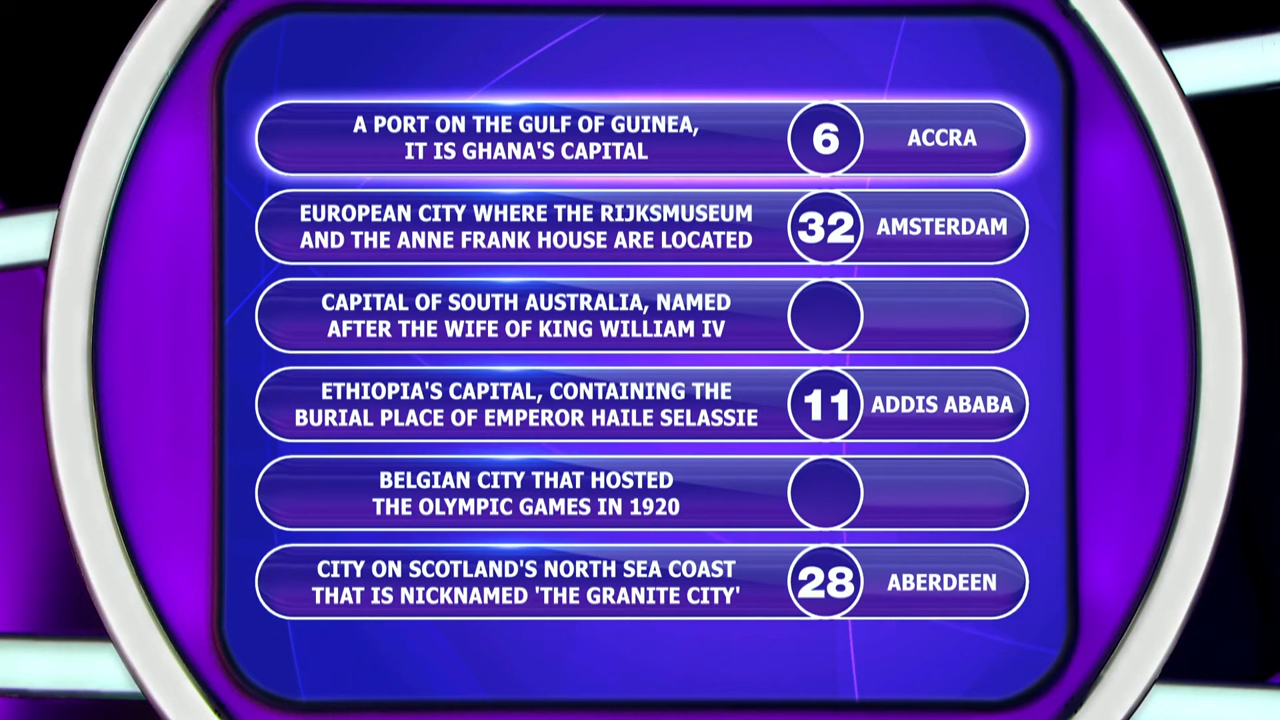 A PORT ON THE GULF OF GUINEA,
IT IS GHANA'S CAPITAL
6
ACCRA
EUROPEAN CITY WHERE THE RIJKSMUSEUM
AND THE ANNE FRANK HOUSE ARE LOCATED
32
AMSTERDAM
CAPITAL OF SOUTH AUSTRALIA, NAMED
AFTER THE WIFE OF KING WILLIAM IV
ETHIOPIA'S CAPITAL, CONTAINING THE
BURIAL PLACE OF EMPEROR HAILE SELASSIE
11
ADDIS ABABA
BELGIAN CITY THAT HOSTED
THE OLYMPIC GAMES IN 1920
CITY ON SCOTLAND'S NORTH SEA COAST
THAT IS NICKNAMED 'THE GRANITE CITY'
28
ABERDEEN